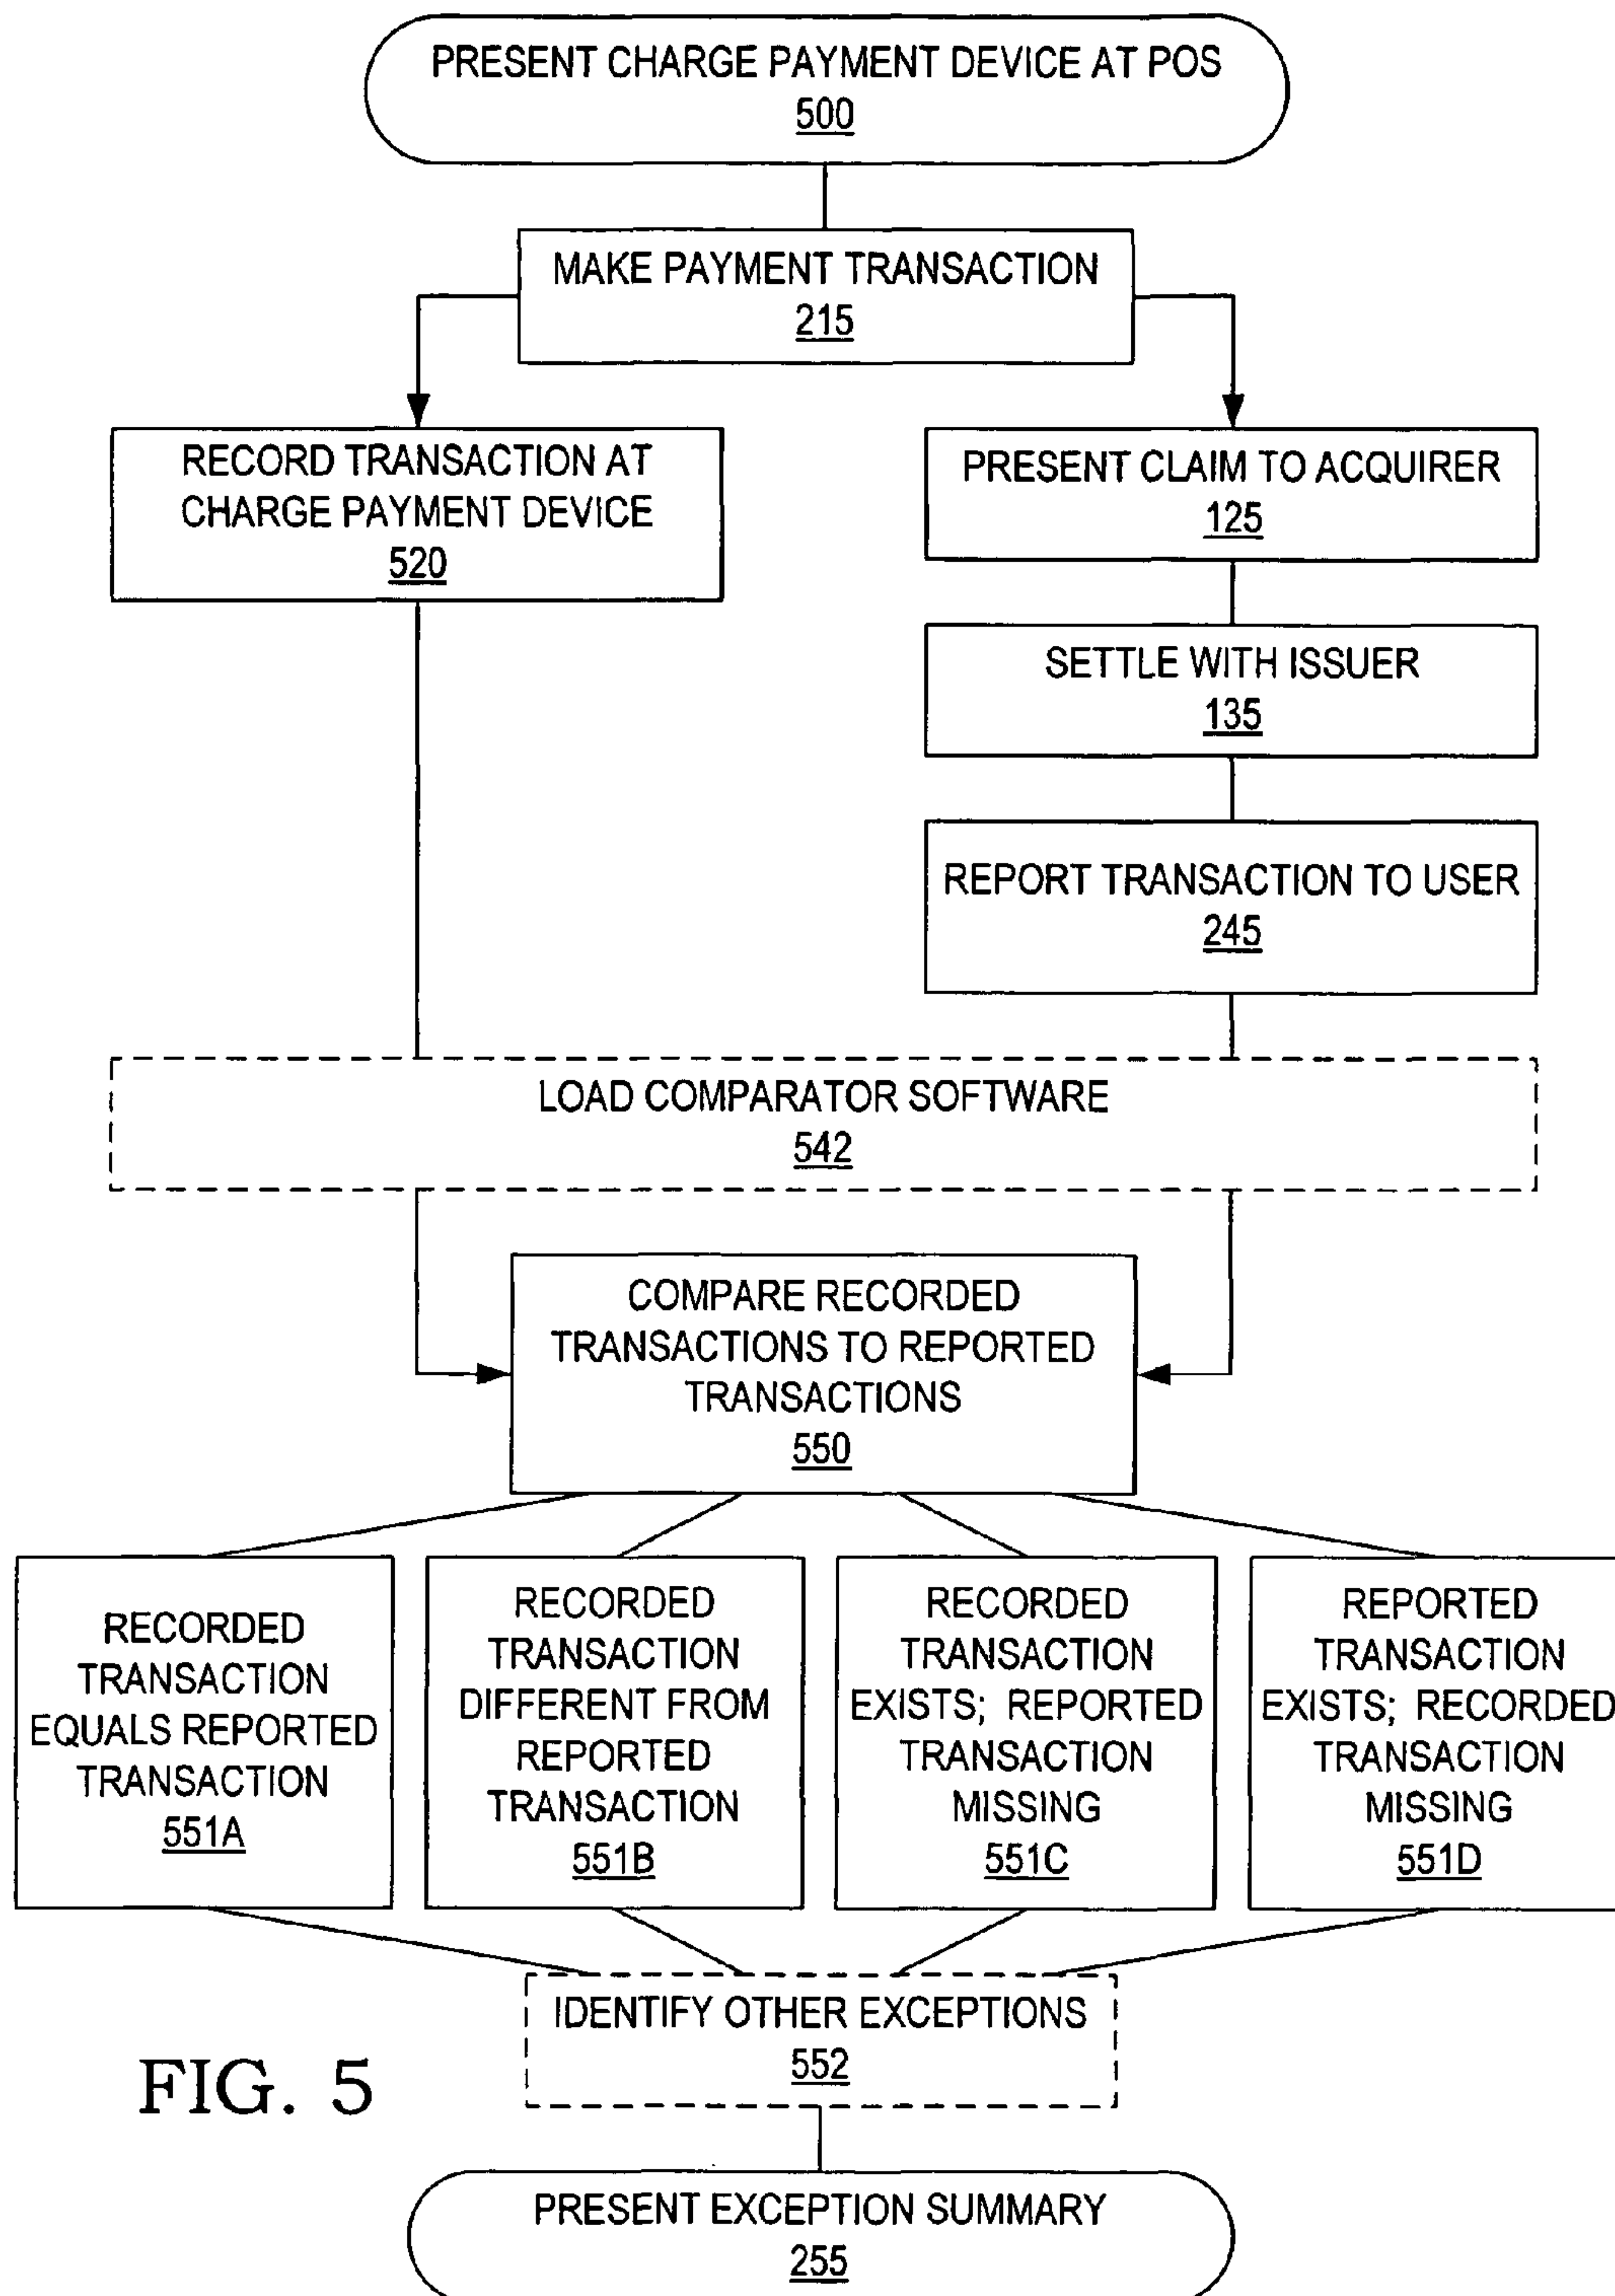 PRESENT CHARGE PAYMENT DEVICE AT POS
500
MAKE PAYMENT TRANSACTION
215
RECORD TRANSACTION AT
CHARGE PAYMENT DEVICE
520
PRESENT CLAIM TO ACQUIRER
125
SETTLE WITH ISSUER
135
REPORT TRANSACTION TO USER
245
LOAD COMPARATOR SOFTWARE
542
COMPARE RECORDED
TRANSACTIONS TO REPORTED
TRANSACTIONS
550
RECORDED
TRANSACTION
EQUALS REPORTED
TRANSACTION
551A
RECORDED
TRANSACTION
DIFFERENT FROM
REPORTED
TRANSACTION
551B
RECORDED
TRANSACTION
EXISTS; REPORTED
TRANSACTION
MISSING
551C
REPORTED
TRANSACTION
EXISTS; RECORDED
TRANSACTION
MISSING
551D
IDENTIFY OTHER EXCEPTIONS
552
FIG. 5
PRESENT EXCEPTION SUMMARY
255